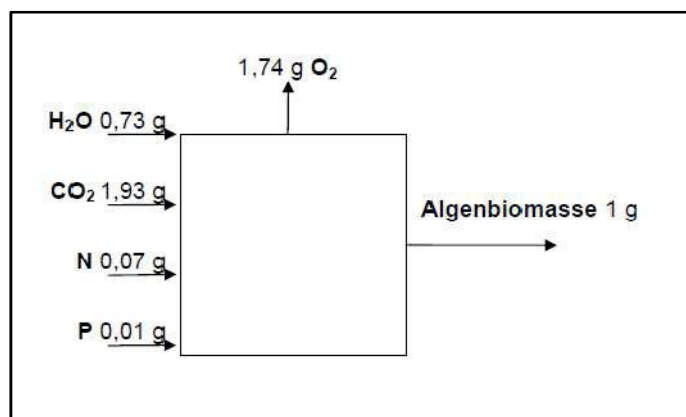 1,74 g O₂
H₂O 0,73 g
CO₂ 1,93 g
Algenbiomasse 1 g
N 0,07 g
P 0,01 g